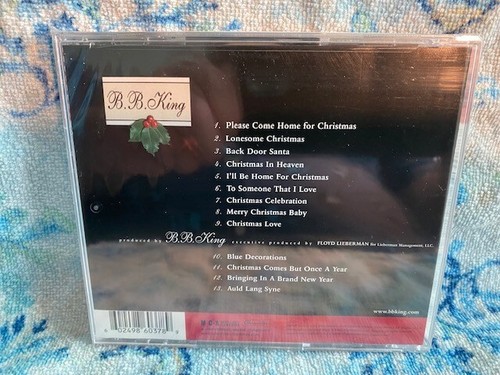 B.B. King
1. Please Come Home for Christmas
2. Lonesome Christmas
3. Back Door Santa
4. Christmas In Heaven
5. I'll Be Home For Christmas
6. To Someone That I Love
7. Christmas Celebration
8. Merry Christmas Baby
9. Christmas Love
produced by B.B. King executive produced by FLOYD LIEBERMAN for Lieberman Management, LLC.
10. Blue Decorations
11. Christmas Comes But Once A Year
12. Bringing In A Brand New Year
13. Auld Lang Syne
www.bbking.com
6 02498 60378